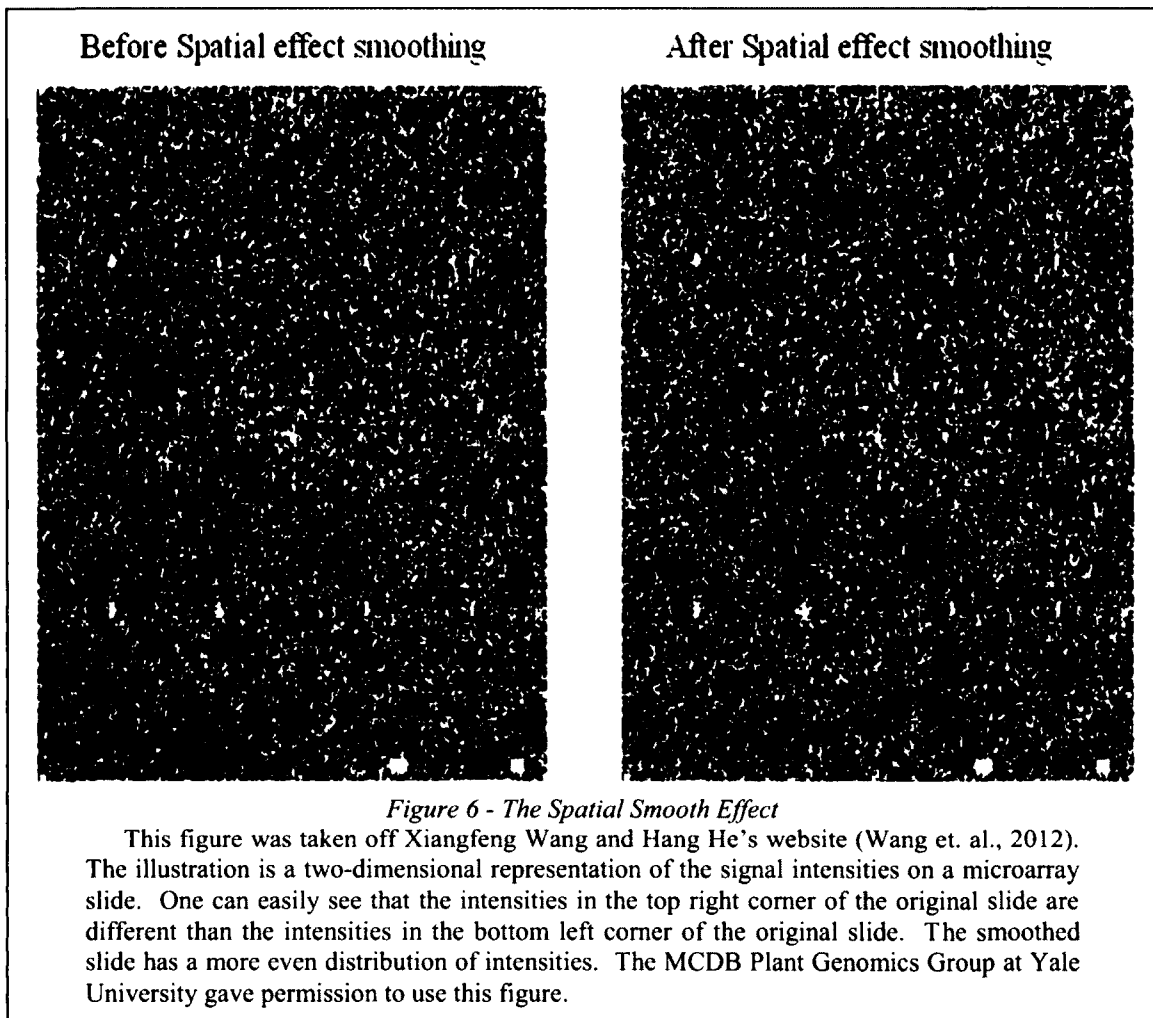 Before Spatial effect smoothing
After Spatial effect smoothing
Figure 6 - The Spatial Smooth Effect
This figure was taken off Xiangfeng Wang and Hang He's website (Wang et. al., 2012).
The illustration is a two-dimensional representation of the signal intensities on a microarray
slide. One can easily see that the intensities in the top right corner of the original slide are
different than the intensities in the bottom left corner of the original slide. The smoothed
slide has a more even distribution of intensities. The MCDB Plant Genomics Group at Yale
University gave permission to use this figure.